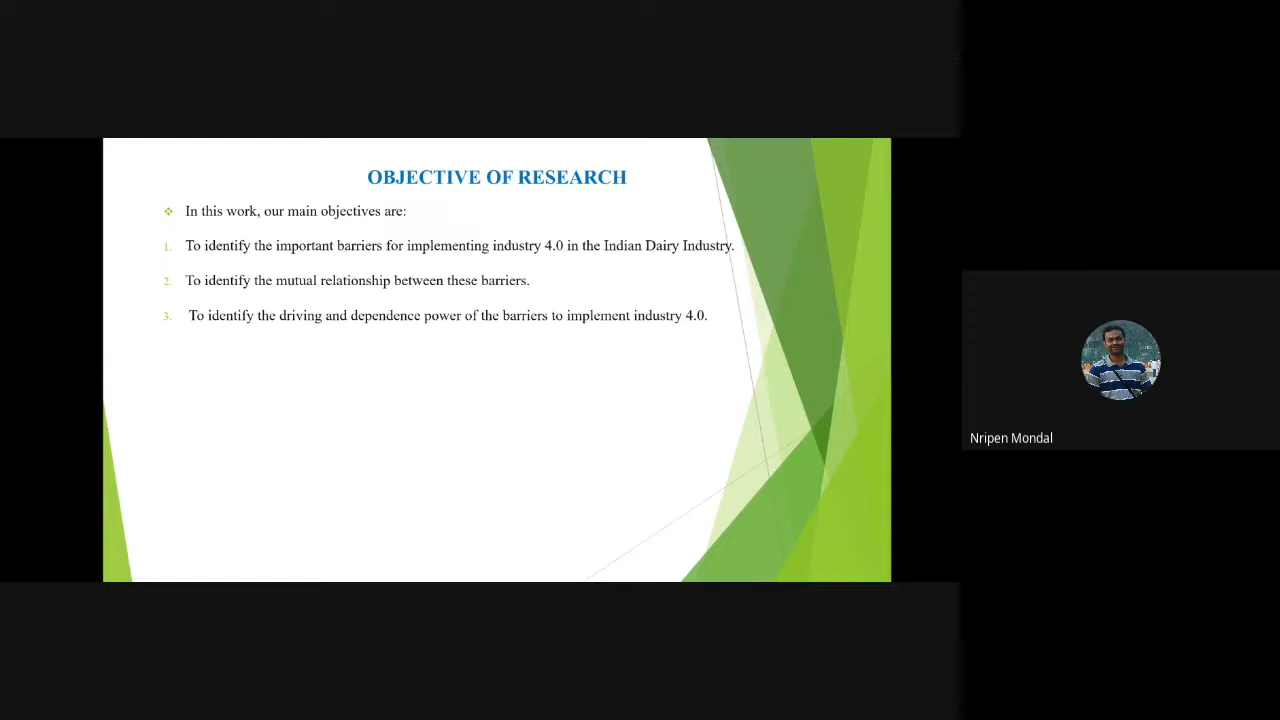 OBJECTIVE OF RESEARCH
❖ In this work, our main objectives are:
1. To identify the important barriers for implementing industry 4.0 in the Indian Dairy Industry.
2. To identify the mutual relationship between these barriers.
3. To identify the driving and dependence power of the barriers to implement industry 4.0.
Nripen Mondal